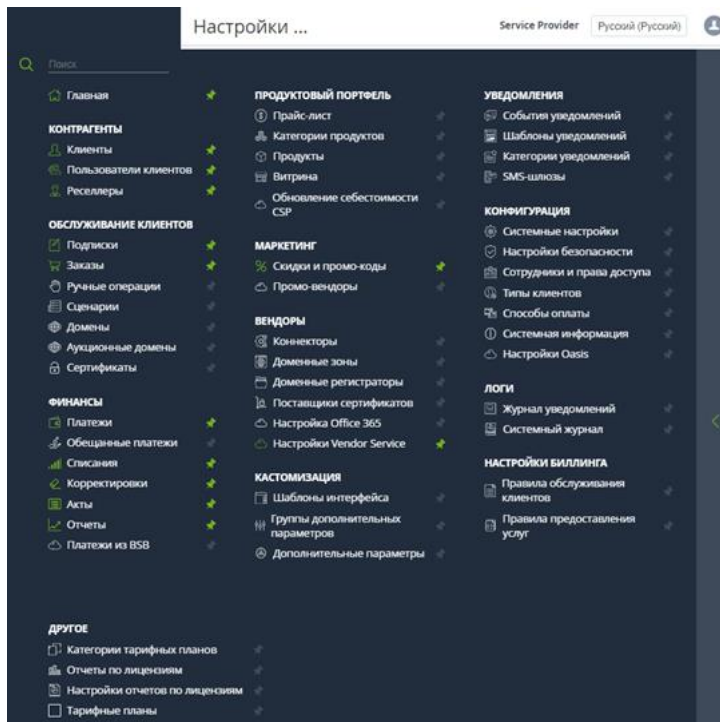 Настройки ...
Service Provider
Русский (Русский)
Поиск
Главная
КОНТРАГЕНТЫ
Клиенты
Пользователи клиентов
Реселлеры
ОБСЛУЖИВАНИЕ КЛИЕНТОВ
Подписки
Заказы
Ручные операции
Сценарии
Домены
Аукционные домены
Сертификаты
ФИНАНСЫ
Платежи
Обещанные платежи
Списания
Корректировки
Акты
Отчеты
Платежи из BSB
ПРОДУКТОВЫЙ ПОРТФЕЛЬ
Прайс-лист
Категории продуктов
Продукты
Витрина
Обновление себестоимости
CSP
МАРКЕТИНГ
Скидки и промо-коды
Промо-вендоры
ВЕНДОРЫ
Коннекторы
Доменные зоны
Доменные регистраторы
Поставщики сертификатов
Настройка Office 365
Настройки Vendor Service
КАСТОМИЗАЦИЯ
Шаблоны интерфейса
Группы дополнительных
параметров
Дополнительные параметры
УВЕДОМЛЕНИЯ
События уведомлений
Шаблоны уведомлений
Категории уведомлений
SMS-шлюзы
КОНФИГУРАЦИЯ
Системные настройки
Настройки безопасности
Сотрудники и права доступа
Типы клиентов
Способы оплаты
Системная информация
Настройки Oasis
ЛОГИ
Журнал уведомлений
Системный журнал
НАСТРОЙКИ БИЛЛИНГА
Правила обслуживания
клиентов
Правила предоставления
услуг
ДРУГОЕ
Категории тарифных планов
Отчеты по лицензиям
Настройки отчетов по лицензиям
Тарифные планы